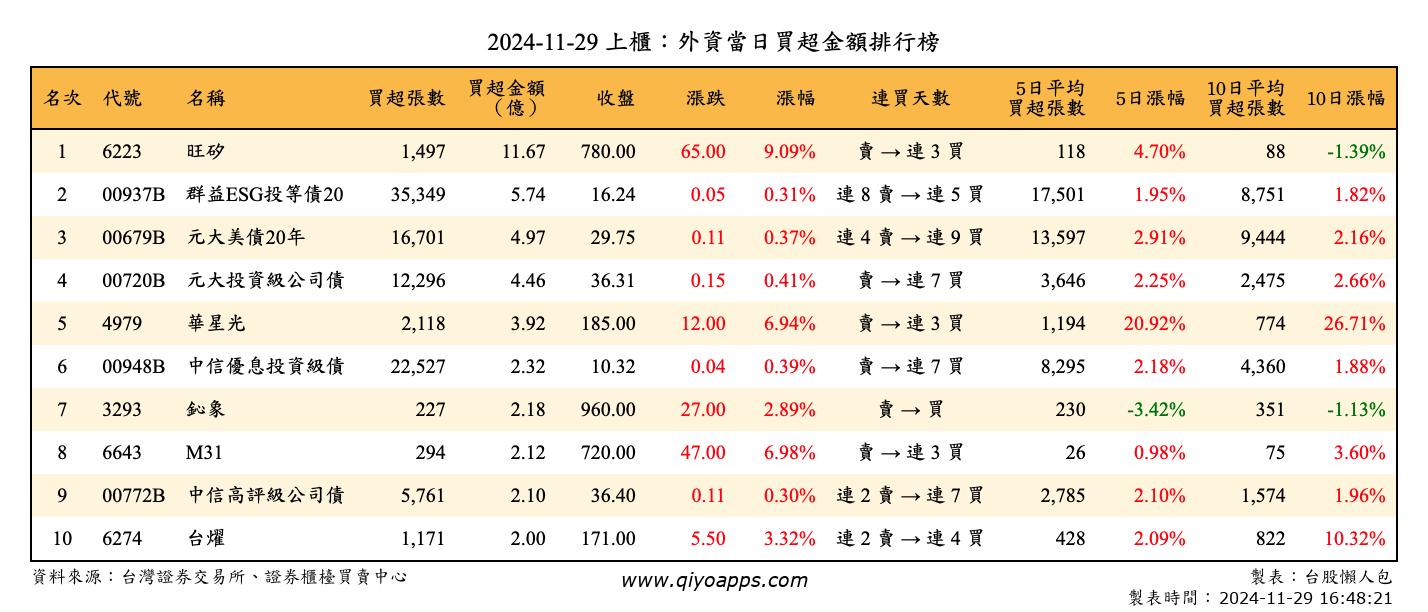 2024-11-29 上櫃：外資當日買超金額排行榜
名次 代號 名稱 買超張數 買超金額（億） 收盤 漲跌 漲幅 連買天數 5日平均買超張數 5日漲幅 10日平均買超張數 10日漲幅
1 6223 旺矽 1,497 11.67 780.00 65.00 9.09% 賣 → 連 3 買 118 4.70% 88 -1.39%
2 00937B 群益ESG投等債20 35,349 5.74 16.24 0.05 0.31% 連 8 賣 → 連 5 買 17,501 1.95% 8,751 1.82%
3 00679B 元大美債20年 16,701 4.97 29.75 0.11 0.37% 連 4 賣 → 連 9 買 13,597 2.91% 9,444 2.16%
4 00720B 元大投資級公司債 12,296 4.46 36.31 0.15 0.41% 賣 → 連 7 買 3,646 2.25% 2,475 2.66%
5 4979 華星光 2,118 3.92 185.00 12.00 6.94% 賣 → 連 3 買 1,194 20.92% 774 26.71%
6 00948B 中信優息投資級債 22,527 2.32 10.32 0.04 0.39% 賣 → 連 7 買 8,295 2.18% 4,360 1.88%
7 3293 鈊象 227 2.18 960.00 27.00 2.89% 賣 → 買 230 -3.42% 351 -1.13%
8 6643 M31 294 2.12 720.00 47.00 6.98% 賣 → 連 3 買 26 0.98% 75 3.60%
9 00772B 中信高評級公司債 5,761 2.10 36.40 0.11 0.30% 連 2 賣 → 連 7 買 2,785 2.10% 1,574 1.96%
10 6274 台燿 1,171 2.00 171.00 5.50 3.32% 連 2 賣 → 連 4 買 428 2.09% 822 10.32%
資料來源：台灣證券交易所、證券櫃檯買賣中心 www.qiyoapps.com 製表：台股懶人包
製表時間：2024-11-29 16:48:21